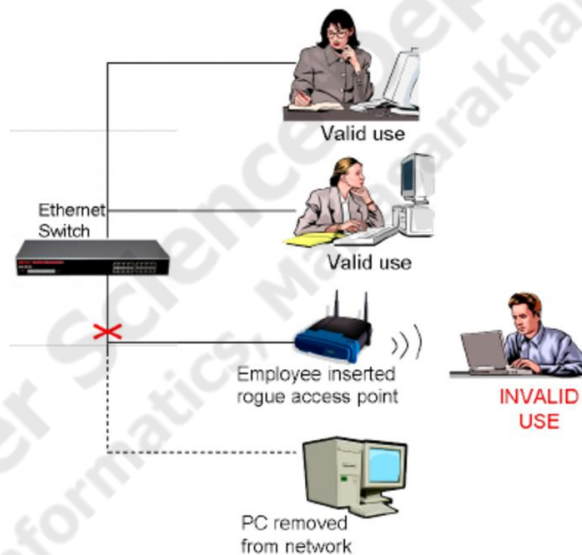 Valid use
Ethernet
Switch
Valid use
Employee inserted
rogue access point
INVALID
USE
PC removed
from network